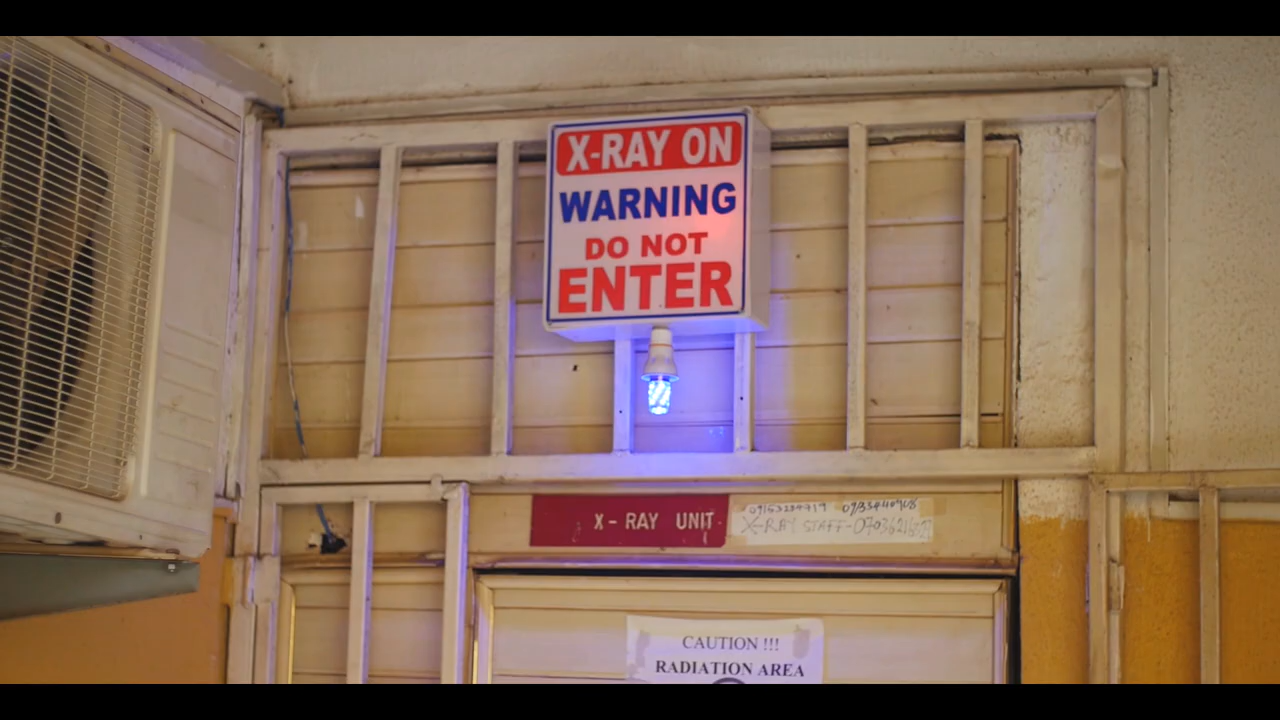 X-RAY ON
WARNING
DO NOT
ENTER
X - RAY UNIT
X-RAY STAFF-
CAUTION !!!
RADIATION AREA